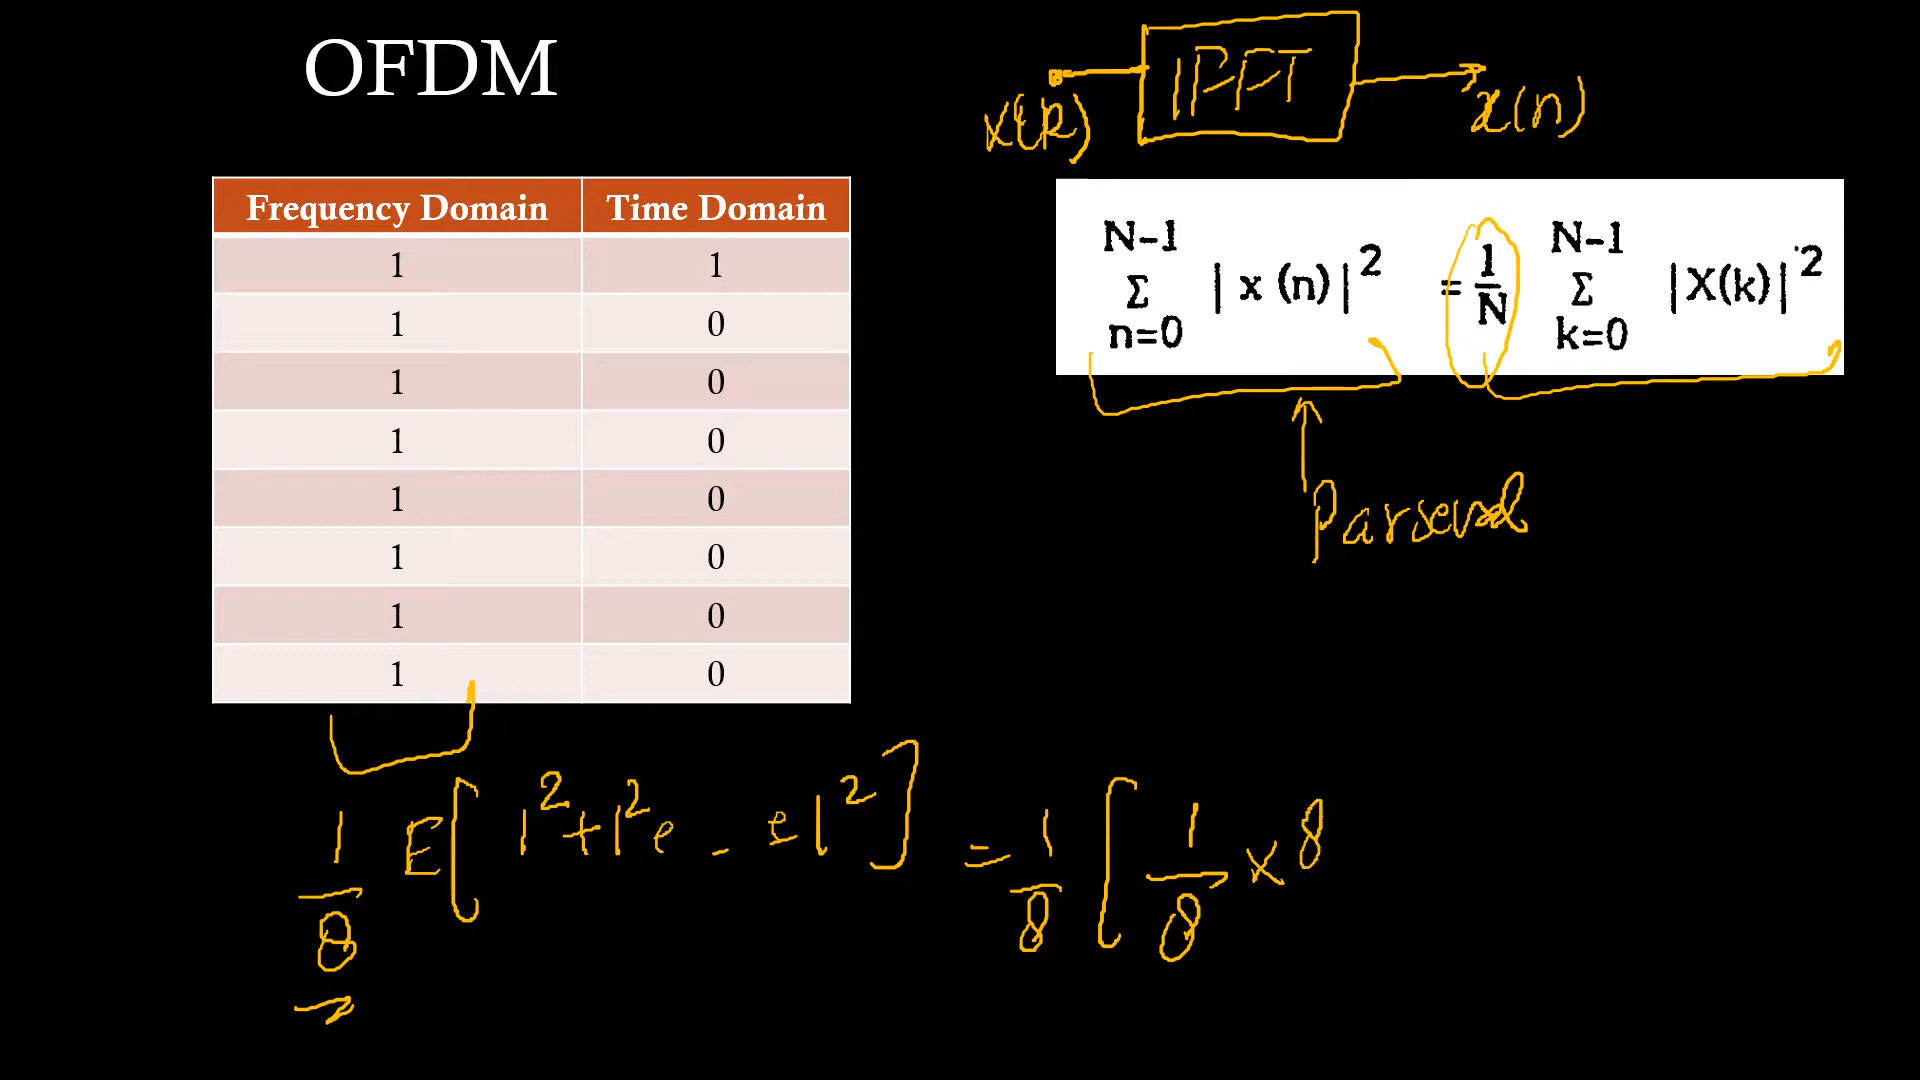 OFDM
X(k) IFFT x(n)
Frequency Domain Time Domain
1 1
1 0
1 0
1 0
1 0
1 0
1 0
1 0
N-1 N-1
Σ | x (n)|² = 1/N Σ |X(k)|²
n=0 k=0
Parseval
1/8 E[ 1² + 1² + - + 1² ] = 1/8 [ 1/8 × 8